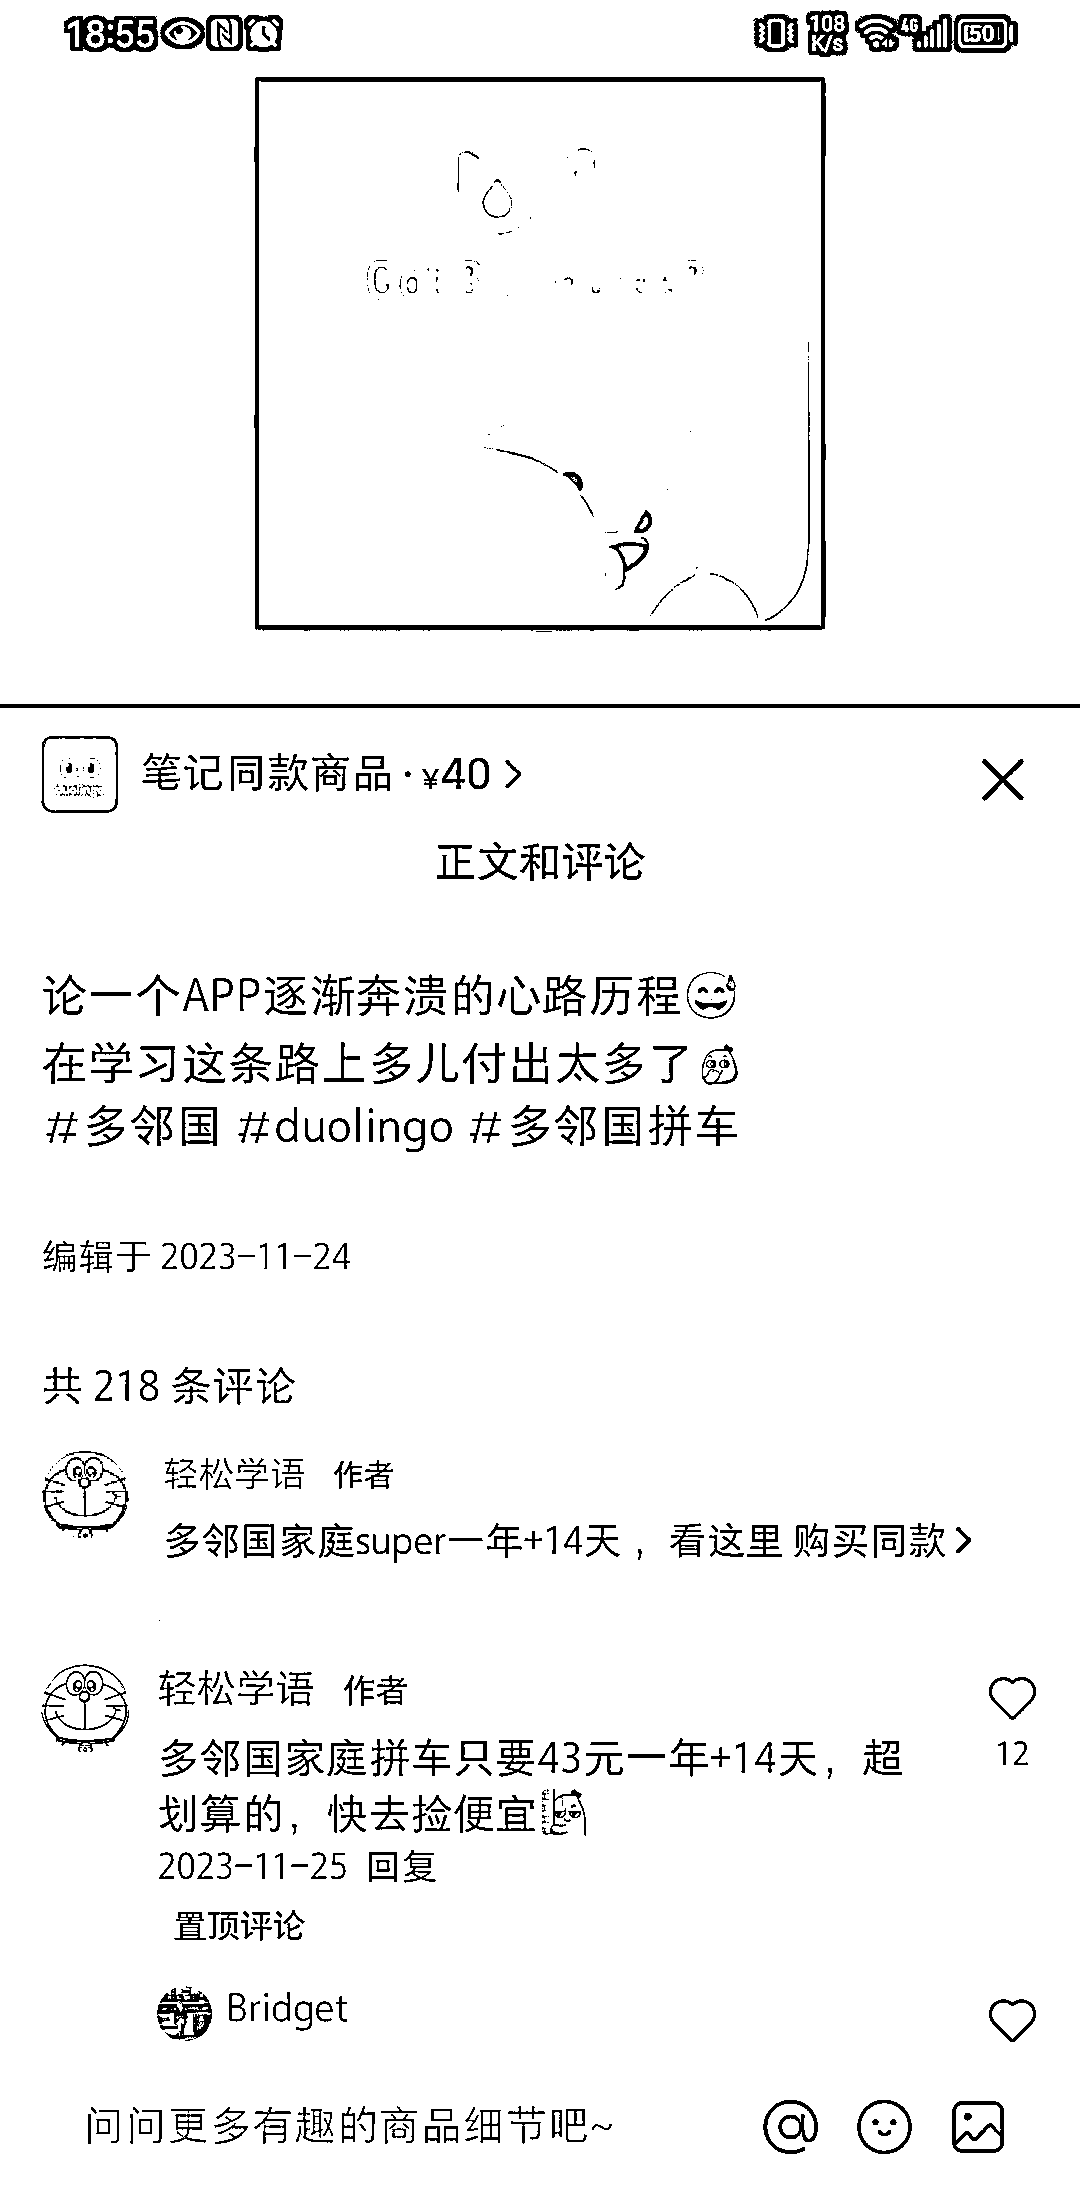 18:55
108 K/s 4G 50
笔记同款商品·¥40
正文和评论
论一个APP逐渐奔溃的心路历程😅
在学习这条路上多儿付出太多了
#多邻国 #duolingo #多邻国拼车
编辑于 2023-11-24
共 218 条评论
轻松学语 作者
多邻国家庭super一年+14天，看这里 购买同款
轻松学语 作者
多邻国家庭拼车只要43元一年+14天，超
12
划算的，快去捡便宜
2023-11-25 回复
置顶评论
Bridget
问问更多有趣的商品细节吧~